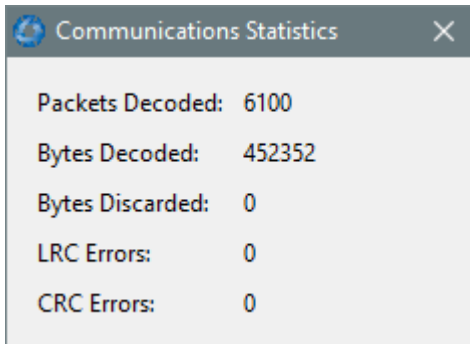 Communications Statistics
Packets Decoded: 6100
Bytes Decoded: 452352
Bytes Discarded: 0
LRC Errors: 0
CRC Errors: 0